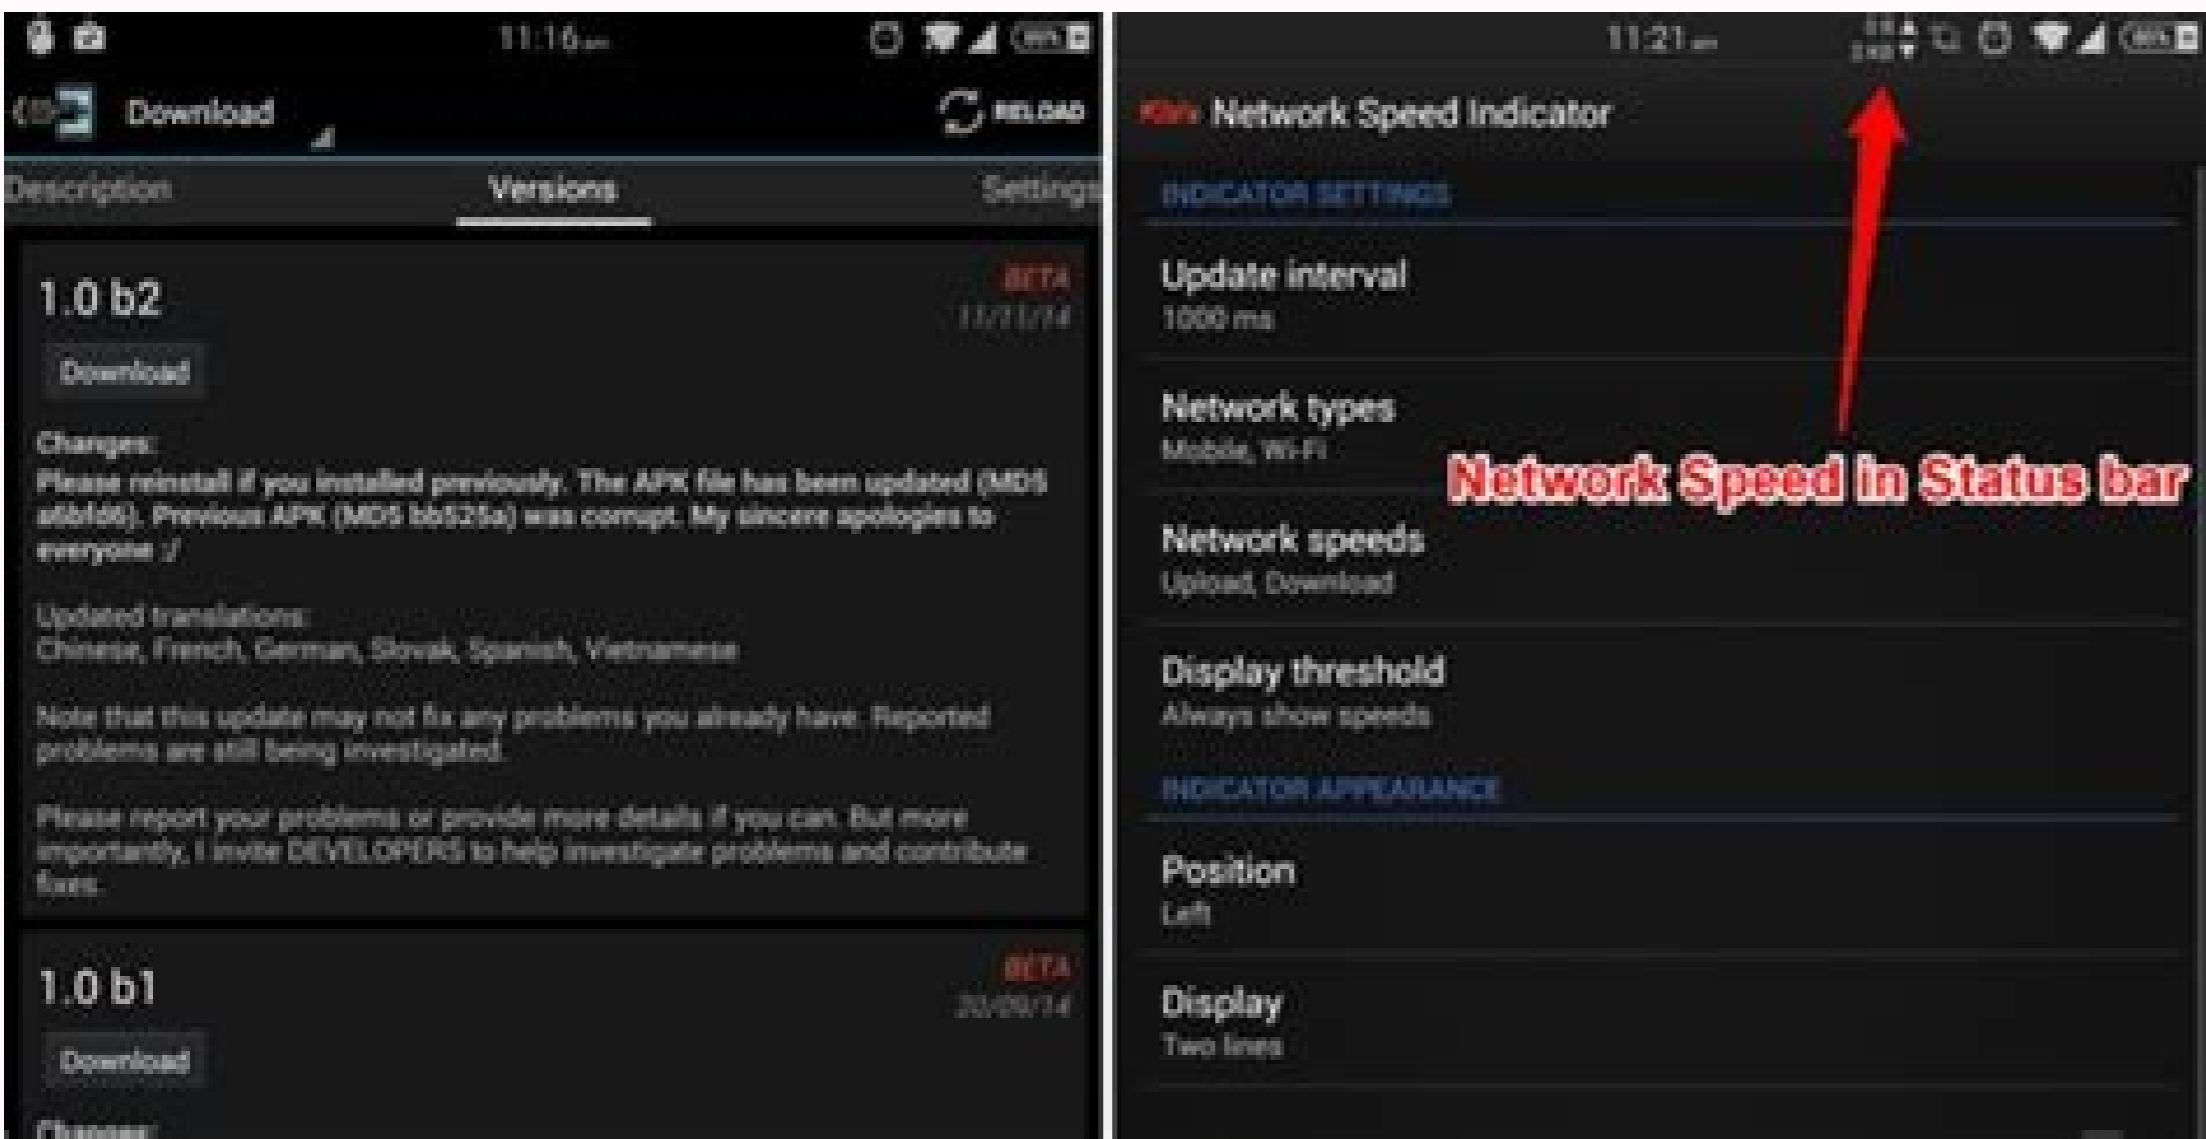 11:16 am
Download
RELOAD
Description
Versions
Settings
1.0 b2
BETA
11/11/14
Download
Changes:
Please reinstall if you installed previously. The APK file has been updated (MD5
a6bfd6). Previous APK (MD5 bb525a) was corrupt. My sincere apologies to
everyone :/
Updated translations:
Chinese, French, German, Slovak, Spanish, Vietnamese
Note that this update may not fix any problems you already have. Reported
problems are still being investigated.
Please report your problems or provide more details if you can. But more
importantly, I invite DEVELOPERS to help investigate problems and contribute
fixes.
1.0 b1
BETA
20/09/14
Download
Changes:
11:21 am
Network Speed Indicator
INDICATOR SETTINGS
Update interval
1000 ms
Network types
Mobile, Wi-Fi
Network Speed in Status bar
Network speeds
Upload, Download
Display threshold
Always show speeds
INDICATOR APPEARANCE
Position
Left
Display
Two lines